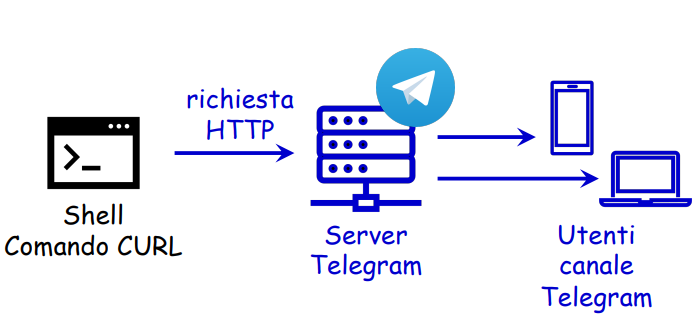 richiesta
HTTP
Shell
Comando CURL
Server
Telegram
Utenti
canale
Telegram